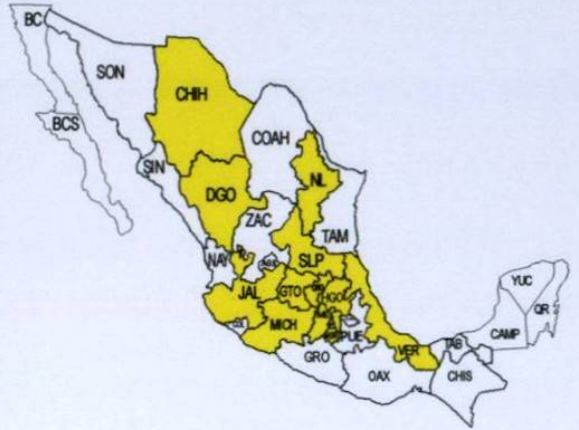 BC
SON
CHIH
BCS
COAH
SIN
NL
DGO
ZAC
TAM
NAY
SLP
JAL
GTO
HGO
YUC
QR
MICH
PUE
VER
TAB
CAMP
GRO
OAX
CHIS